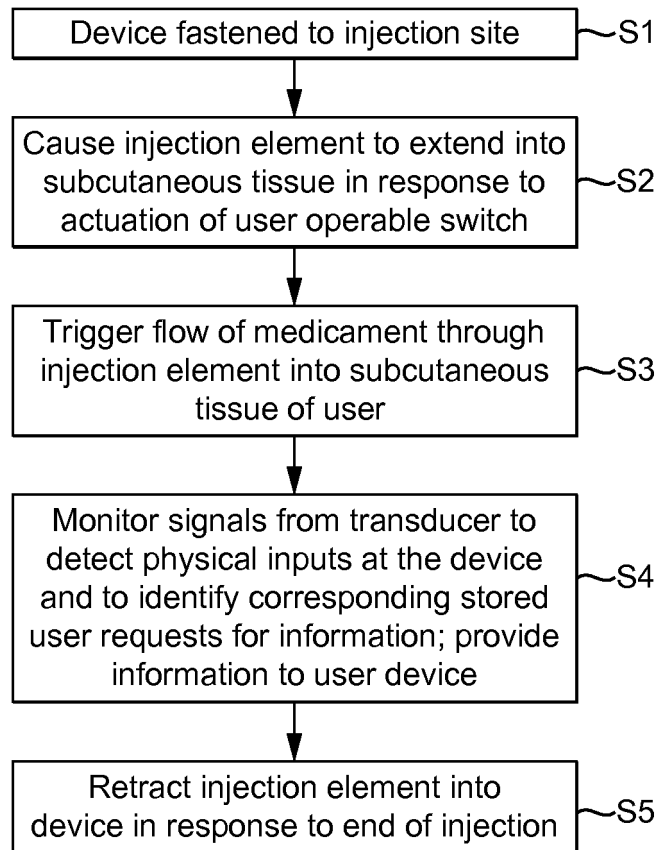 Device fastened to injection site
S1
Cause injection element to extend into
subcutaneous tissue in response to
actuation of user operable switch
S2
Trigger flow of medicament through
injection element into subcutaneous
tissue of user
S3
Monitor signals from transducer to
detect physical inputs at the device
and to identify corresponding stored
user requests for information; provide
information to user device
S4
Retract injection element into
device in response to end of injection
S5